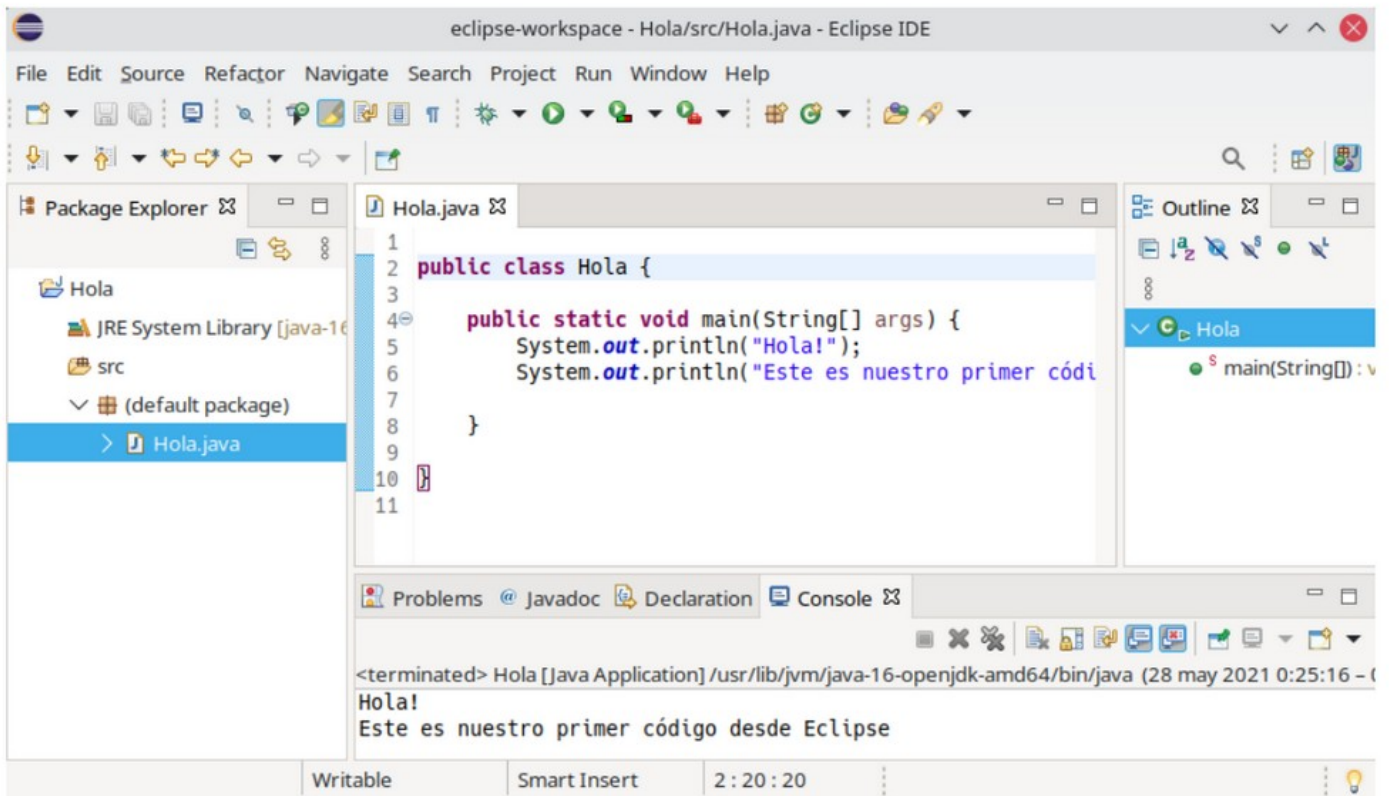 eclipse-workspace - Hola/src/Hola.java - Eclipse IDE
File Edit Source Refactor Navigate Search Project Run Window Help
Package Explorer
Hola
JRE System Library [java-16
src
(default package)
Hola.java
Hola.java
1
2 public class Hola {
3
4 public static void main(String[] args) {
5 System.out.println("Hola!");
6 System.out.println("Este es nuestro primer códi
7
8 }
9
10 }
11
Outline
Hola
main(String[]) : v
Problems @ Javadoc Declaration Console
<terminated> Hola [Java Application] /usr/lib/jvm/java-16-openjdk-amd64/bin/java (28 may 2021 0:25:16 – 0
Hola!
Este es nuestro primer código desde Eclipse
Writable Smart Insert 2 : 20 : 20